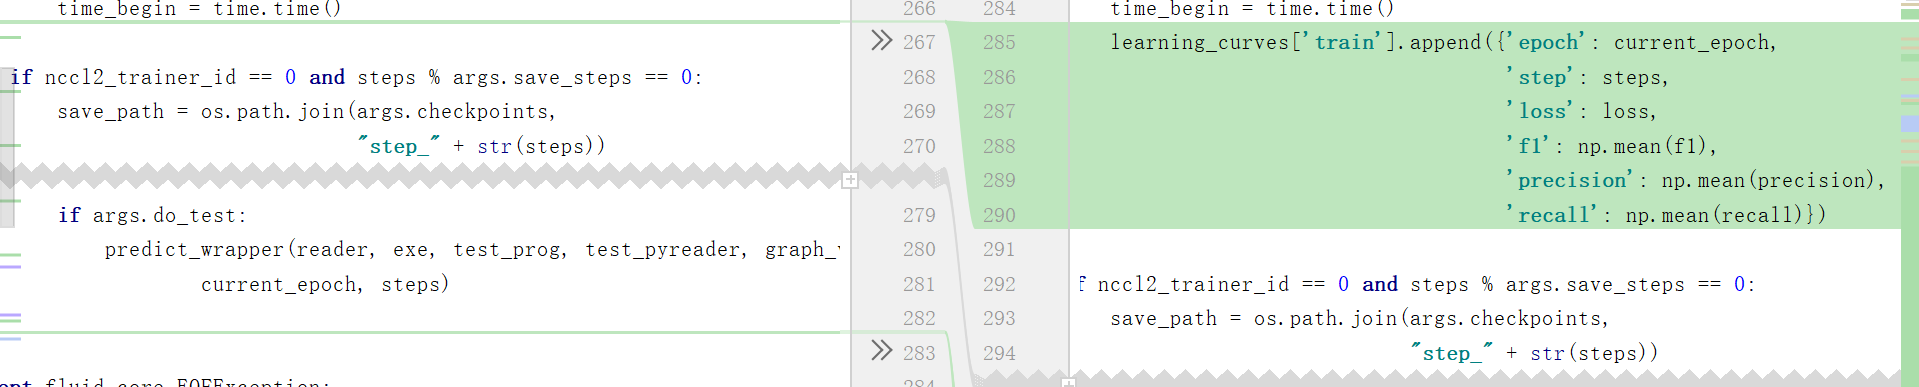 time_begin = time.time()
if nccl2_trainer_id == 0 and steps % args.save_steps == 0:
save_path = os.path.join(args.checkpoints,
"step_" + str(steps))
if args.do_test:
predict_wrapper(reader, exe, test_prog, test_pyreader, graph_
current_epoch, steps)
fluid.core.EOFException:
266
267
268
269
270
279
280
281
282
283
284
284
285
286
287
288
289
290
291
292
293
294
time_begin = time.time()
learning_curves['train'].append({'epoch': current_epoch,
'step': steps,
'loss': loss,
'f1': np.mean(f1),
'precision': np.mean(precision),
'recall': np.mean(recall)})
f nccl2_trainer_id == 0 and steps % args.save_steps == 0:
save_path = os.path.join(args.checkpoints,
"step_" + str(steps))